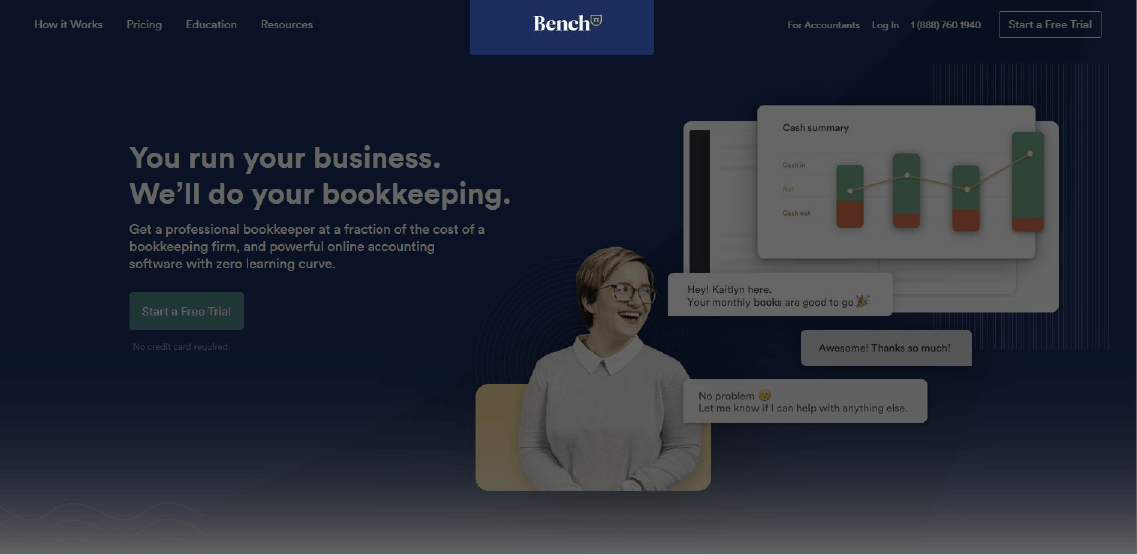 How it Works
Pricing
Education
Resources
Bench
For Accountants
Log In
1 (888) 760 1940
Start a Free Trial
You run your business.
We’ll do your bookkeeping.
Get a professional bookkeeper at a fraction of the cost of a
bookkeeping firm, and powerful online accounting
software with zero learning curve.
Start a Free Trial
No credit card required.
Cash summary
Cash in
Net
Cash out
Hey! Kaitlyn here.
Your monthly books are good to go 🎉
Awesome! Thanks so much!
No problem 😊
Let me know if I can help with anything else.